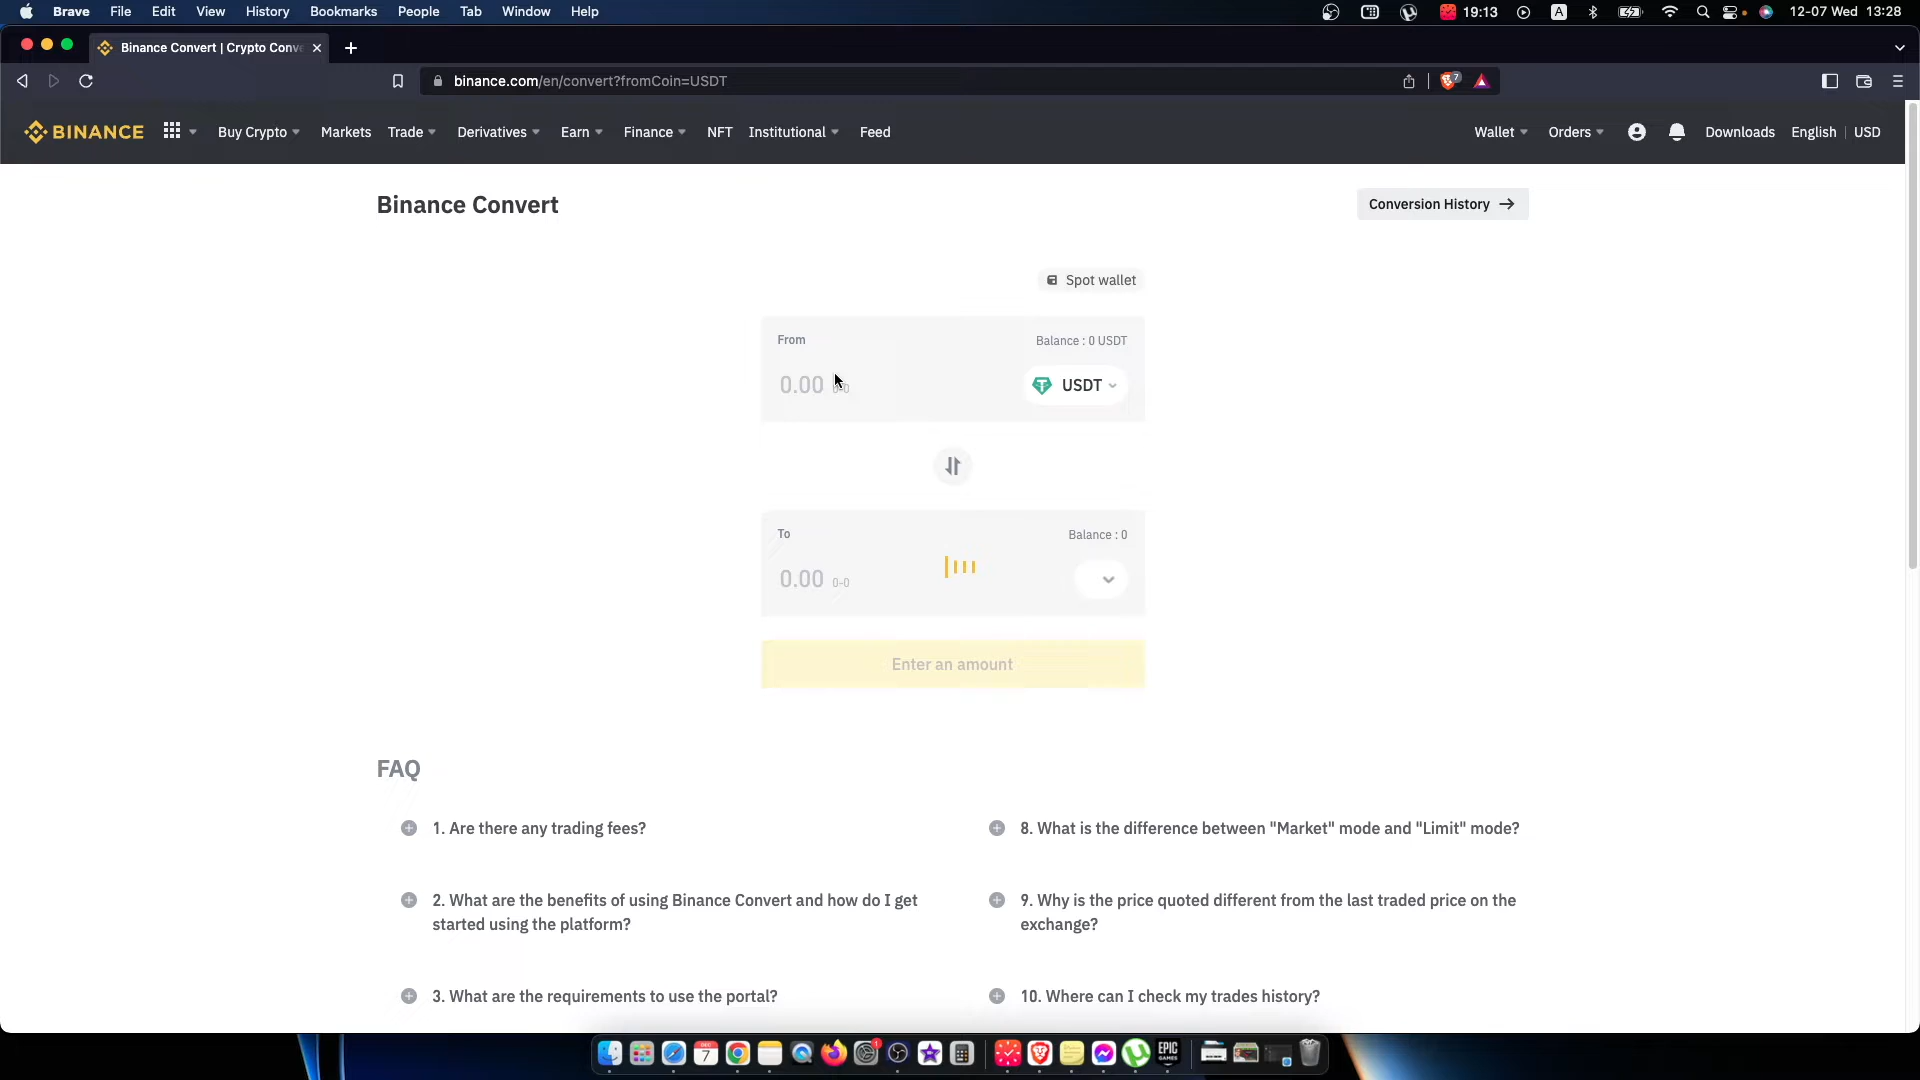 Brave File Edit View History Bookmarks People Tab Window Help 19:13 A 12-07 Wed 13:28
Binance Convert | Crypto Conv
binance.com/en/convert?fromCoin=USDT 7
BINANCE Buy Crypto Markets Trade Derivatives Earn Finance NFT Institutional Feed Wallet Orders Downloads English USD
Binance Convert
Conversion History
Spot wallet
From Balance : 0 USDT
0.00 0-0 USDT
To Balance : 0
0.00 0-0
Enter an amount
FAQ
1. Are there any trading fees?
2. What are the benefits of using Binance Convert and how do I get
started using the platform?
3. What are the requirements to use the portal?
8. What is the difference between "Market" mode and "Limit" mode?
9. Why is the price quoted different from the last traded price on the
exchange?
10. Where can I check my trades history?
DEC
7
1
EPIC
GAMES